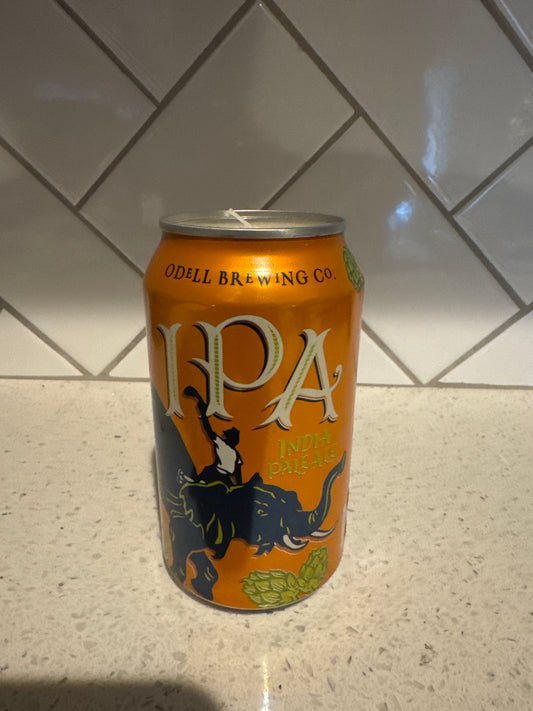 ODELL BREWING CO.
IPA
INDIA
PALE ALE